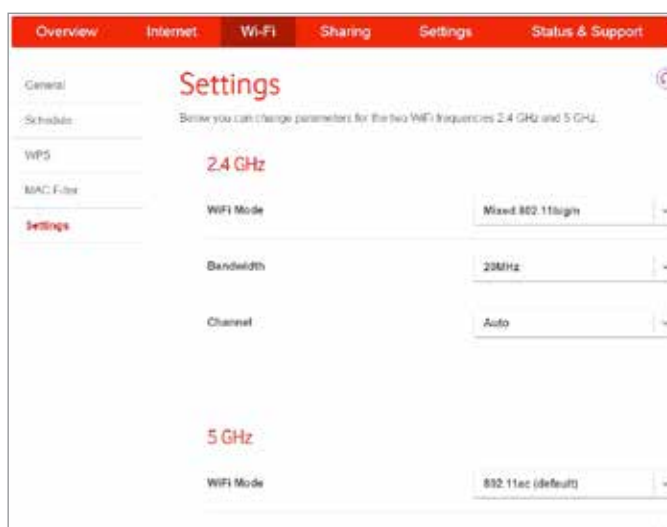 Overview Internet Wi-Fi Sharing Settings Status & Support
General
Schedule
WPS
MAC Filter
Settings
Settings
Below you can change parameters for the two WiFi frequencies 2.4 GHz and 5 GHz.
2.4 GHz
WiFi Mode Mixed 802.11b/g/n
Bandwidth 20MHz
Channel Auto
5 GHz
WiFi Mode 802.11ac (default)